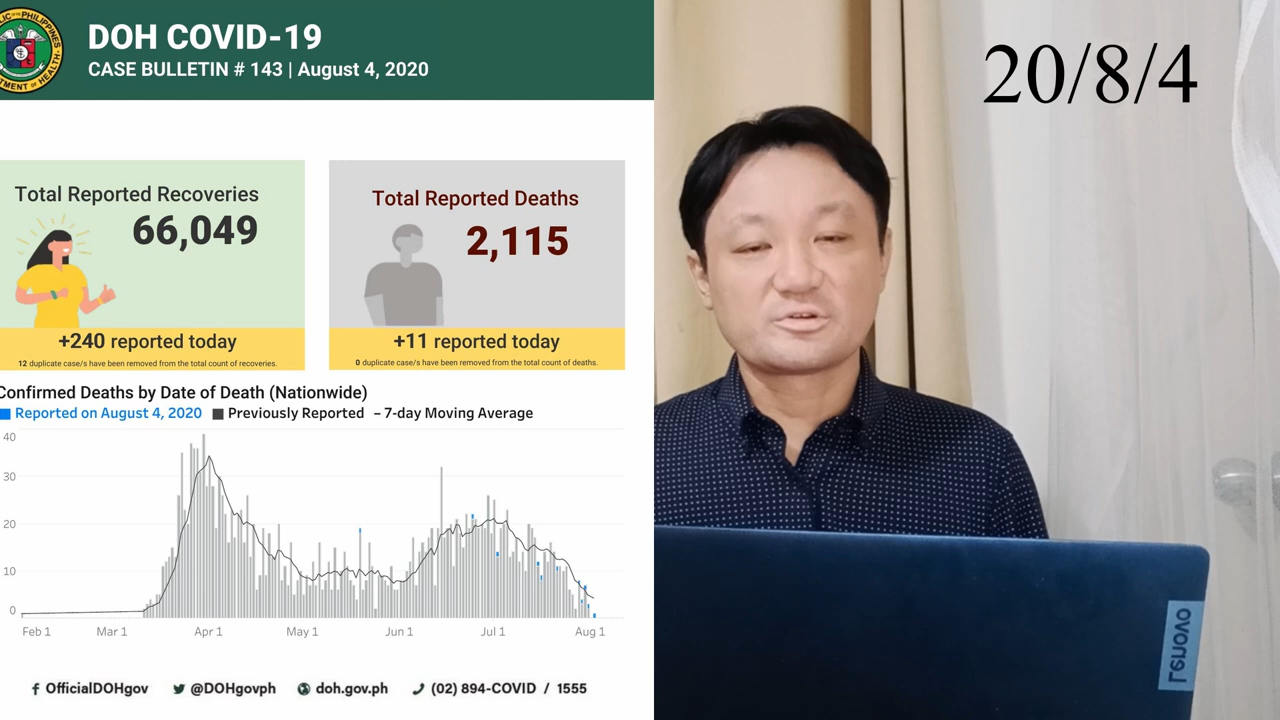 DOH COVID-19
CASE BULLETIN # 143 | August 4, 2020
Total Reported Recoveries
66,049
+240 reported today
12 duplicate case/s have been removed from the total count of recoveries.
Total Reported Deaths
2,115
+11 reported today
0 duplicate case/s have been removed from the total count of deaths.
Confirmed Deaths by Date of Death (Nationwide)
Reported on August 4, 2020 Previously Reported – 7-day Moving Average
40
30
20
10
0
Feb 1 Mar 1 Apr 1 May 1 Jun 1 Jul 1 Aug 1
OfficialDOHgov @DOHgovph doh.gov.ph (02) 894-COVID / 1555
20/8/4
Lenovo